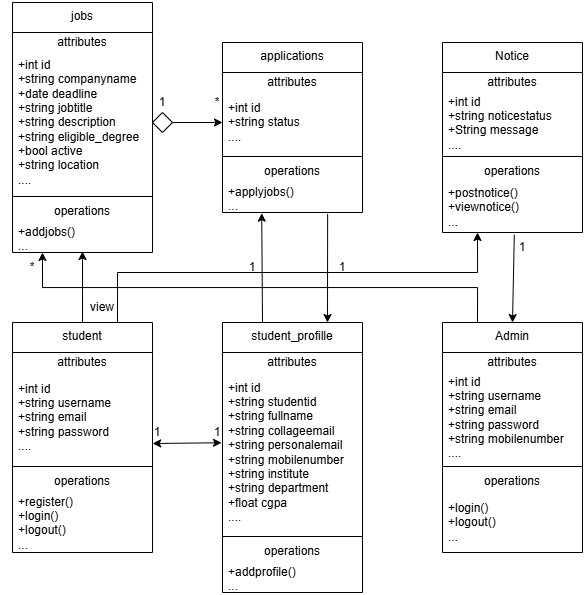 jobs
attributes
+int id
+string companyname
+date deadline
+string jobtitle
+string description
+string eligible_degree
+bool active
+string location
....
operations
+addjobs()
...
1
*
applications
attributes
+int id
+string status
....
operations
+applyjobs()
...
Notice
attributes
+int id
+string noticestatus
+String message
....
operations
+postnotice()
+viewnotice()
...
*
view
1
1
1
student
attributes
+int id
+string username
+string email
+string password
....
operations
+register()
+login()
+logout()
...
1
1
student_profille
attributes
+int id
+string studentid
+string fullname
+string collageemail
+string personalemail
+string mobilenumber
+string institute
+string department
+float cgpa
....
operations
+addprofile()
...
Admin
attributes
+int id
+string username
+string email
+string password
+string mobilenumber
....
operations
+login()
+logout()
...